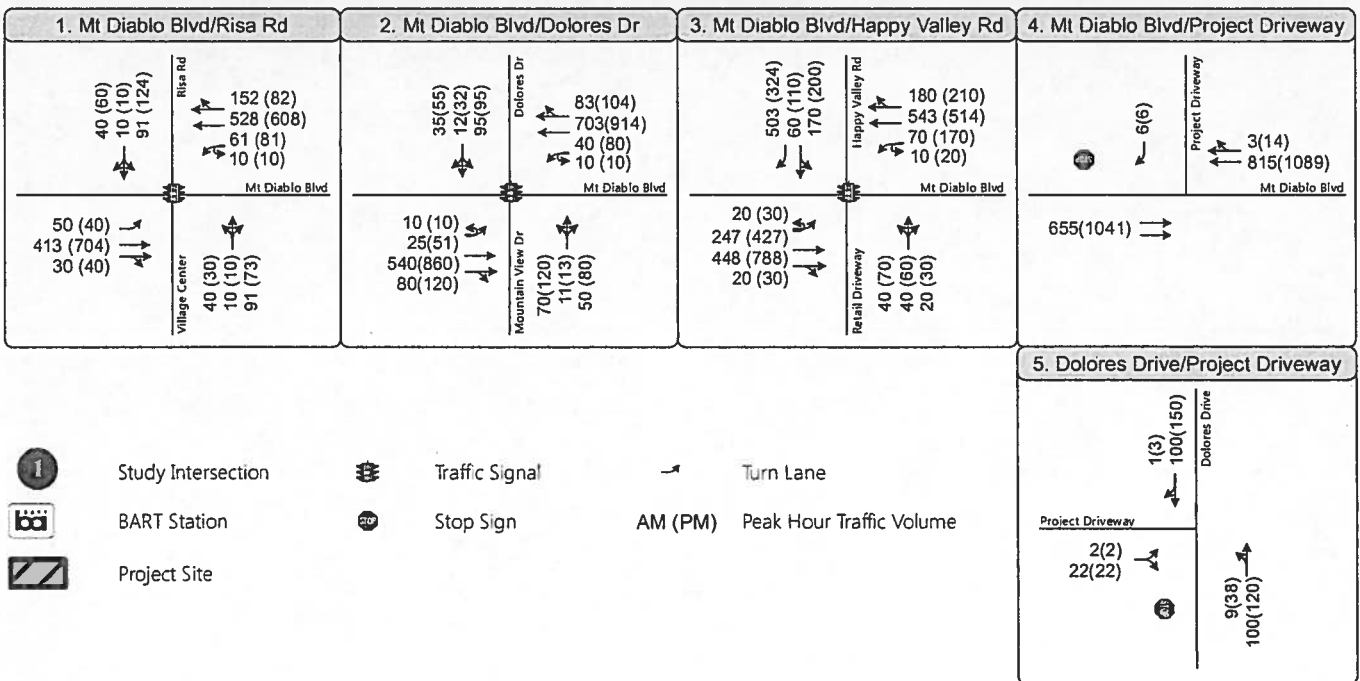 1. Mt Diablo Blvd/Risa Rd
40 (60)
10 (10)
91 (124)
Risa Rd
152 (82)
528 (608)
61 (81)
10 (10)
Mt Diablo Blvd
50 (40)
413 (704)
30 (40)
Village Center
40 (30)
10 (10)
91 (73)
2. Mt Diablo Blvd/Dolores Dr
35(55)
12(32)
95(95)
Dolores Dr
83(104)
703(914)
40 (80)
10 (10)
Mt Diablo Blvd
10 (10)
25(51)
540(860)
80(120)
Mountain View Dr
70(120)
11(13)
50 (80)
3. Mt Diablo Blvd/Happy Valley Rd
503 (324)
60 (110)
170 (200)
Happy Valley Rd
180 (210)
543 (514)
70 (170)
10 (20)
Mt Diablo Blvd
20 (30)
247 (427)
448 (788)
20 (30)
Retail Driveway
40 (70)
40 (60)
20 (30)
4. Mt Diablo Blvd/Project Driveway
STOP
6(6)
Project Driveway
3(14)
815(1089)
Mt Diablo Blvd
655(1041)
5. Dolores Drive/Project Driveway
1(3)
100(150)
Dolores Drive
Project Driveway
2(2)
22(22)
STOP
9(38)
100(120)
1 Study Intersection
Traffic Signal
Turn Lane
ba BART Station
STOP Stop Sign
AM (PM) Peak Hour Traffic Volume
Project Site